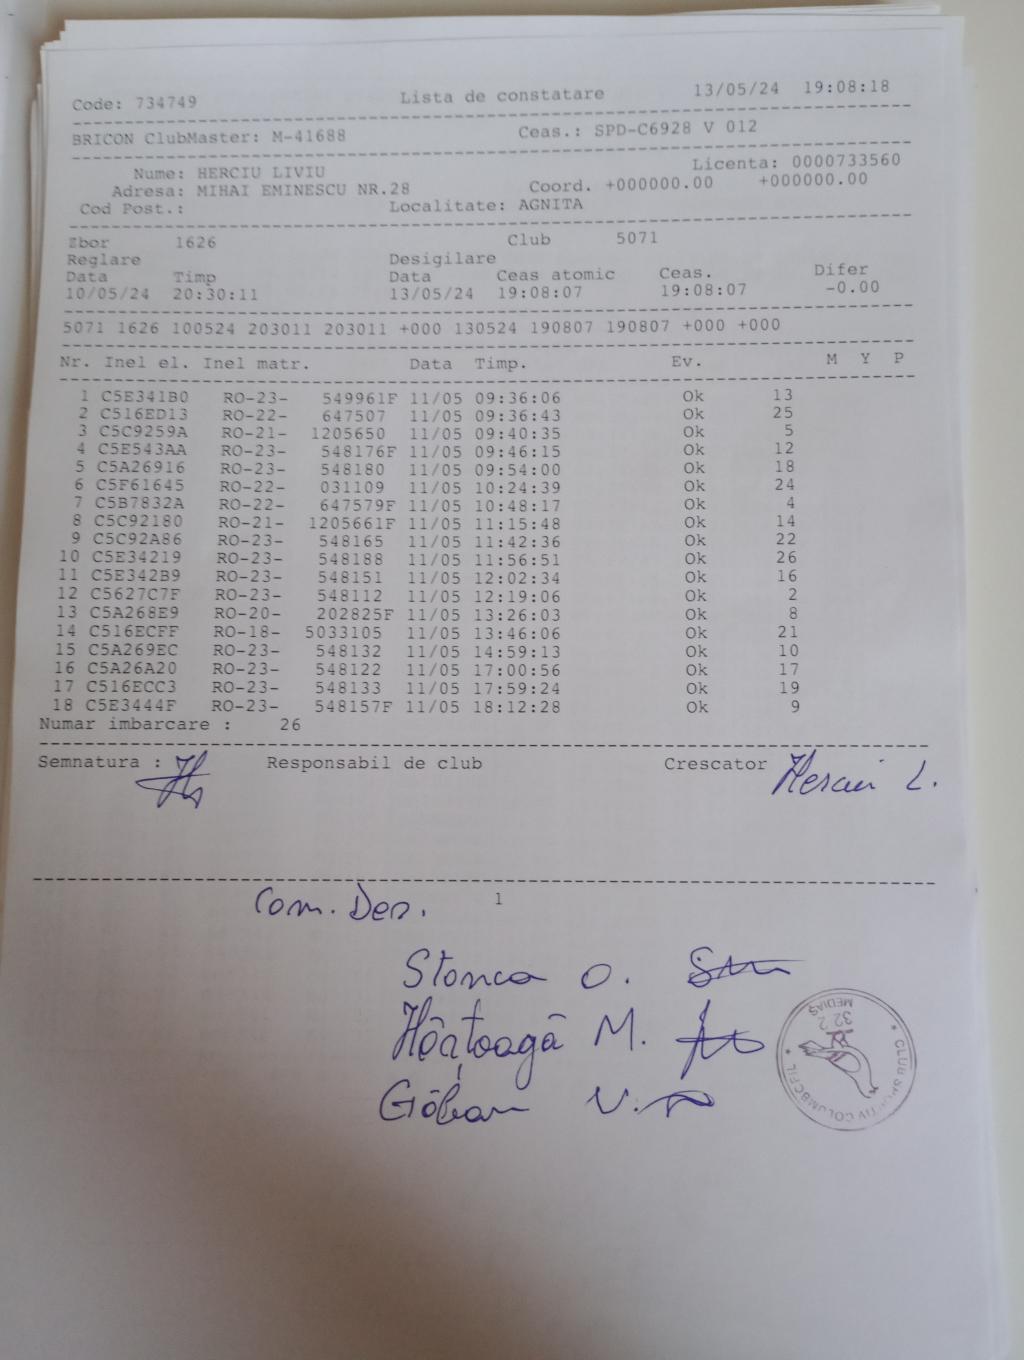 Code: 734749 Lista de constatare 13/05/24 19:08:18
BRICON ClubMaster: M-41688 Ceas.: SPD-C6928 V 012
Nume: HERCIU LIVIU Licenta: 0000733560
Adresa: MIHAI EMINESCU NR.28 Coord. +000000.00 +000000.00
Cod Post.: Localitate: AGNITA
Zbor 1626 Club 5071
Reglare Desigilare
Data Timp Data Ceas atomic Ceas. Difer
10/05/24 20:30:11 13/05/24 19:08:07 19:08:07 -0.00
5071 1626 100524 203011 203011 +000 130524 190807 190807 +000 +000
Nr. Inel el. Inel matr. Data Timp. Ev. M Y P
1 C5E341B0 RO-23- 549961F 11/05 09:36:06 Ok 13
2 C516ED13 RO-22- 647507 11/05 09:36:43 Ok 25
3 C5C9259A RO-21- 1205650 11/05 09:40:35 Ok 5
4 C5E543AA RO-23- 548176F 11/05 09:46:15 Ok 12
5 C5A26916 RO-23- 548180 11/05 09:54:00 Ok 18
6 C5F61645 RO-22- 031109 11/05 10:24:39 Ok 24
7 C5B7832A RO-22- 647579F 11/05 10:48:17 Ok 4
8 C5C92180 RO-21- 1205661F 11/05 11:15:48 Ok 14
9 C5C92A86 RO-23- 548165 11/05 11:42:36 Ok 22
10 C5E34219 RO-23- 548188 11/05 11:56:51 Ok 26
11 C5E342B9 RO-23- 548151 11/05 12:02:34 Ok 16
12 C5627C7F RO-23- 548112 11/05 12:19:06 Ok 2
13 C5A268E9 RO-20- 202825F 11/05 13:26:03 Ok 8
14 C516ECFF RO-18- 5033105 11/05 13:46:06 Ok 21
15 C5A269EC RO-23- 548132 11/05 14:59:13 Ok 10
16 C5A26A20 RO-23- 548122 11/05 17:00:56 Ok 17
17 C516ECC3 RO-23- 548133 11/05 17:59:24 Ok 19
18 C5E3444F RO-23- 548157F 11/05 18:12:28 Ok 9
Numar imbarcare : 26
Semnatura : Responsabil de club Crescator Herciu L.
1
Com. Des.
Stonca O.
Hôațoagă M.
Göban V.
CLUB SPORTIV COLUMBOFIL
MEDIAŞ